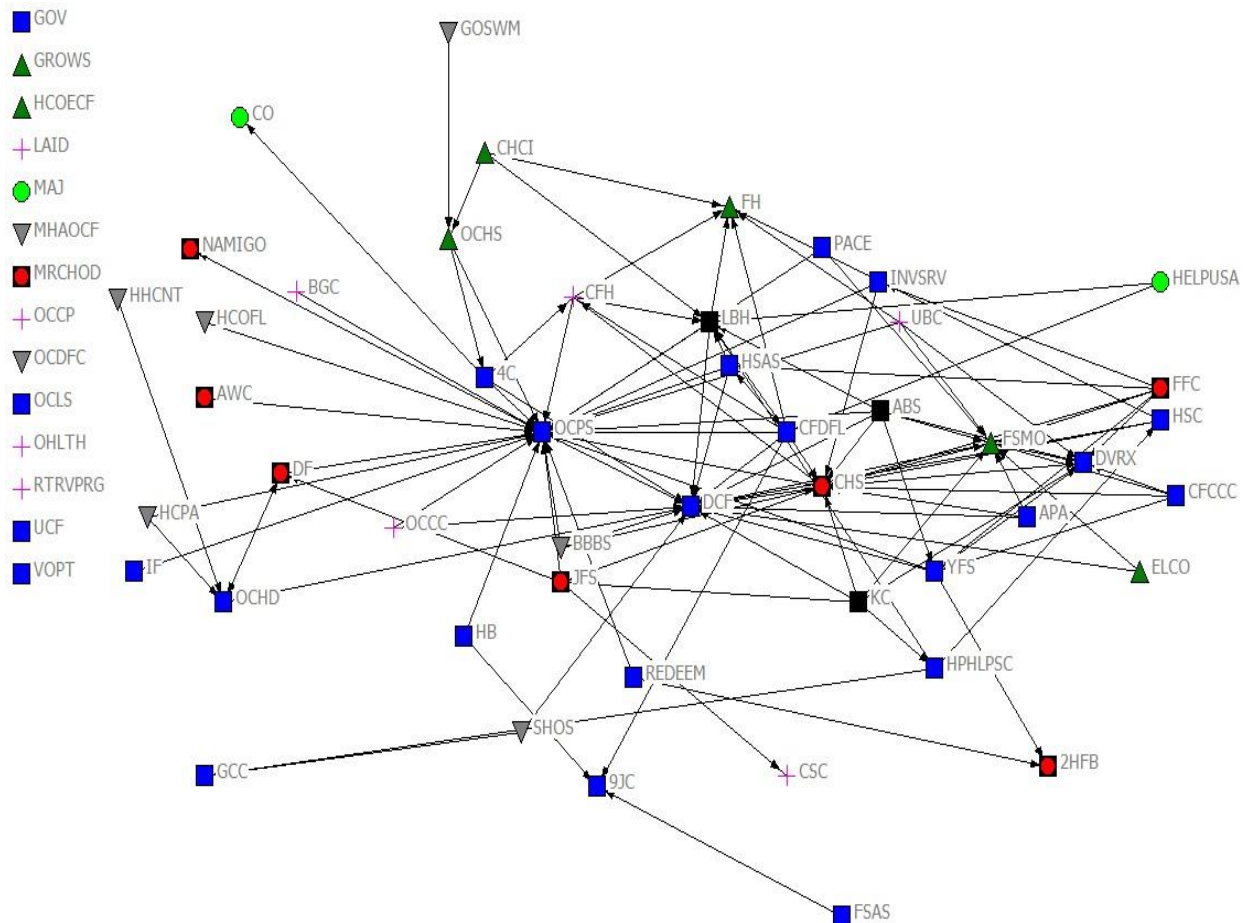 GOV
GROWS
HCOECF
LAID
MAJ
MHAOCF
MRCHOD
OCCP
OCDFC
OCLS
OHLTH
RTRVPRG
UCF
VOPT
GOSWM
CO
CHCI
FH
OCHS
PACE
NAMIGO
INVSRV
HELPUSA
BGC
HHCNT
CFH
HCOFL
LBH
UBC
HSAS
4C
FFC
AWC
ABS
HSC
OCPS
CFDFL
FSMO
DVRX
DF
CHS
CFCCC
DCF
APA
HCPA
OCCC
BBBS
IF
JFS
YFS
ELCO
OCHD
KC
HB
HPHLPSC
REDEEM
SHOS
2HFB
GCC
9JC
CSC
FSAS